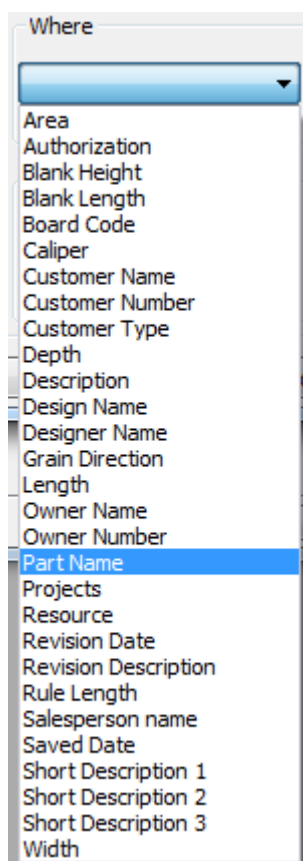 Where
Area
Authorization
Blank Height
Blank Length
Board Code
Caliper
Customer Name
Customer Number
Customer Type
Depth
Description
Design Name
Designer Name
Grain Direction
Length
Owner Name
Owner Number
Part Name
Projects
Resource
Revision Date
Revision Description
Rule Length
Salesperson name
Saved Date
Short Description 1
Short Description 2
Short Description 3
Width